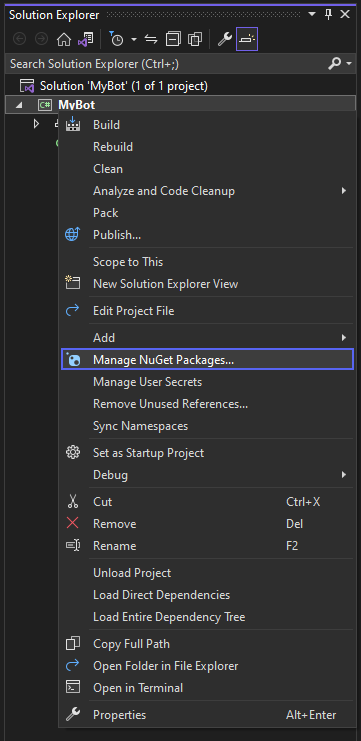 Solution Explorer
Search Solution Explorer (Ctrl+;)
Solution 'MyBot' (1 of 1 project)
C# MyBot
Build
Rebuild
Clean
Analyze and Code Cleanup
Pack
Publish...
Scope to This
New Solution Explorer View
Edit Project File
Add
Manage NuGet Packages...
Manage User Secrets
Remove Unused References...
Sync Namespaces
Set as Startup Project
Debug
Cut Ctrl+X
Remove Del
Rename F2
Unload Project
Load Direct Dependencies
Load Entire Dependency Tree
Copy Full Path
Open Folder in File Explorer
Open in Terminal
Properties Alt+Enter